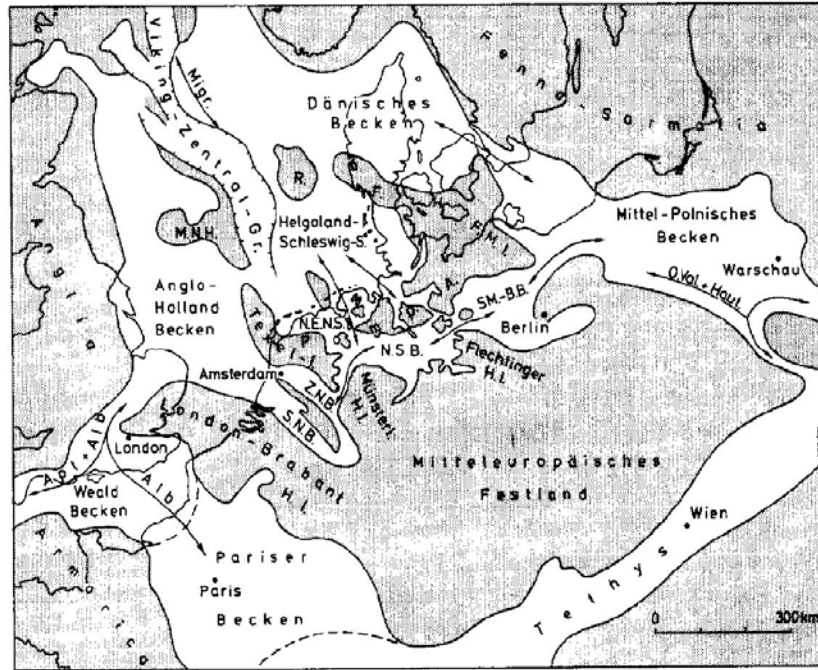 Viking-Zentral-Gr.
Migr.
Fenno-Sarmatia
Dänisches
Becken
R.
R.
F.
F.M.I.
M.N.H.
Helgoland-
Schleswig-S.
Mittel-Polnisches
Becken
Warschau
O.Val.+Haut.
Anglia
Anglo-
Holland
Becken
A.
SM.-B.B.
Berlin
Texel-I.
N.E.N.S.
N.S.B.
Flechtinger
H.I.
Amsterdam
Z.N.B.
S.N.B.
Münsterl.
H.I.
London-Brabant
H.I.
Apt+Alb
London
Alb
Weald
Becken
Mitteleuropäisches
Festland
Armorica
Pariser
Paris
Becken
Wien
Tethys
0 300km